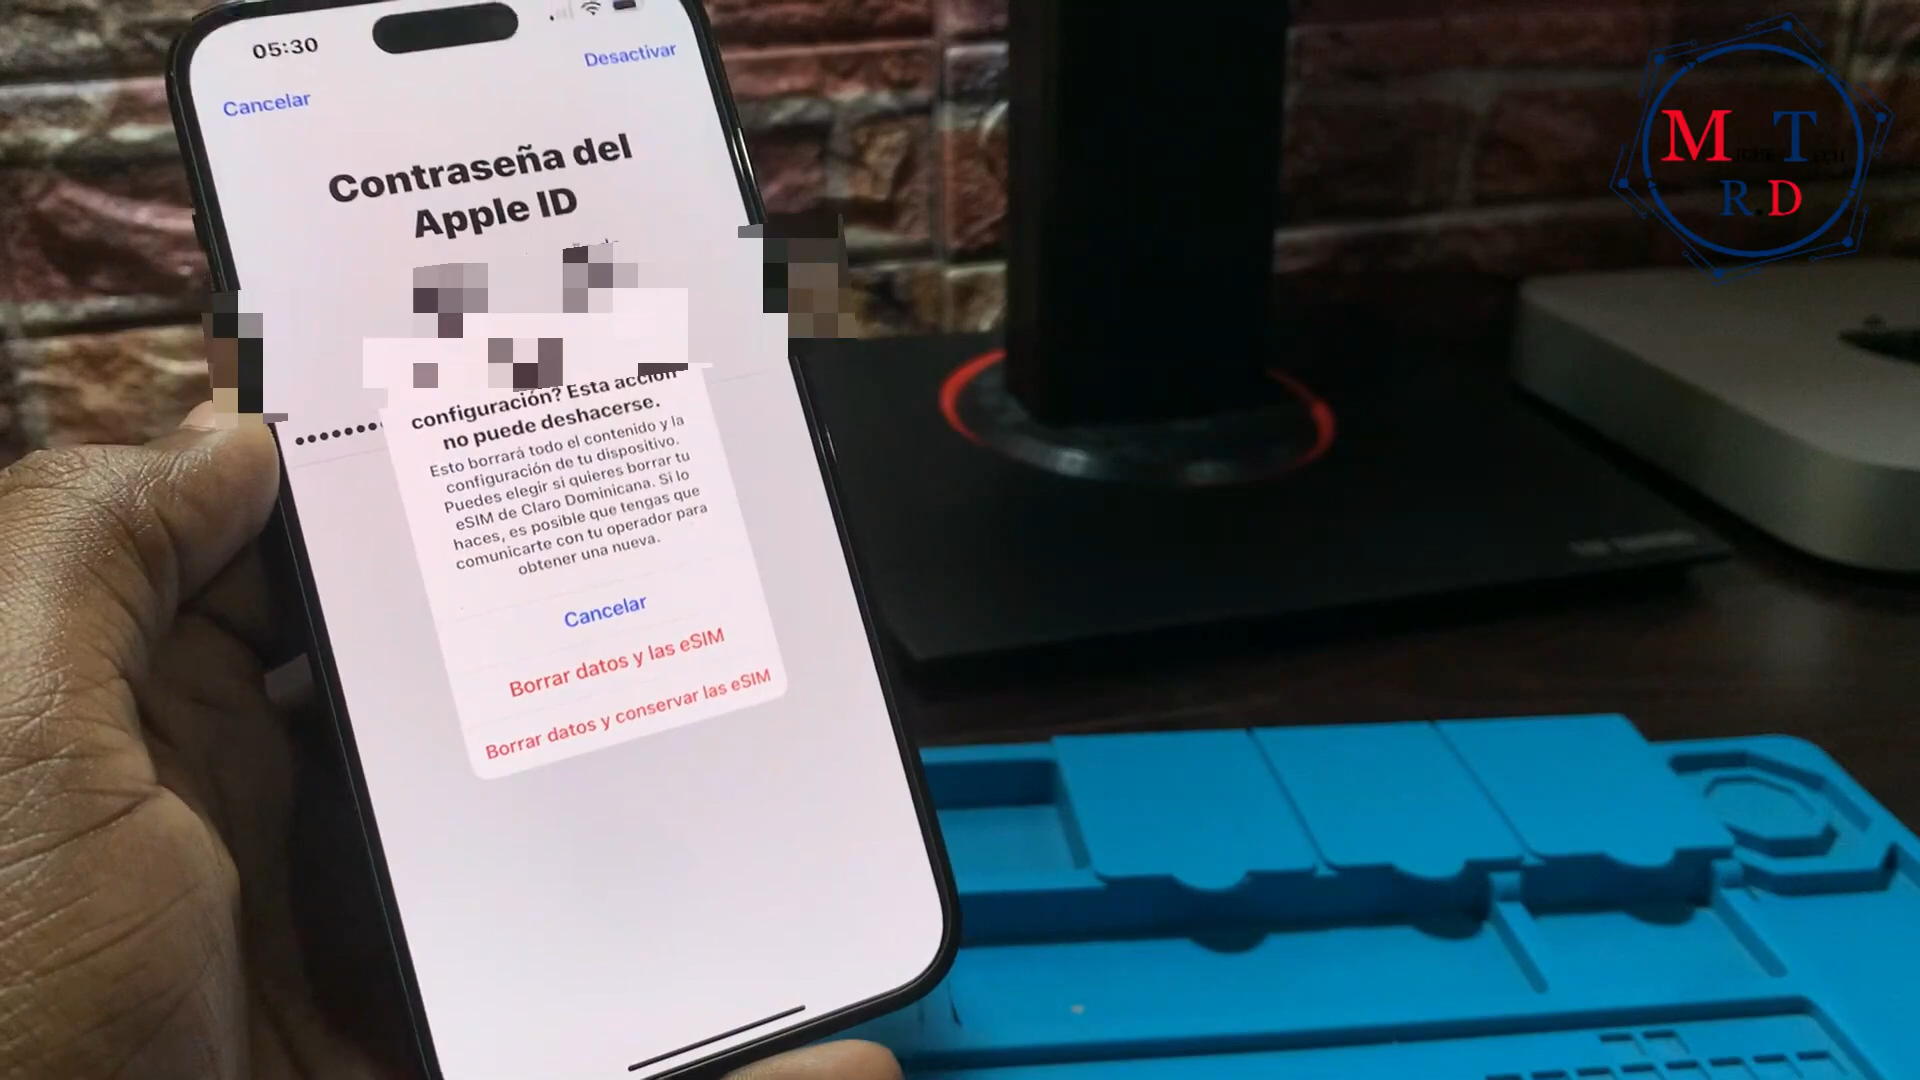 05:30
Desactivar
Cancelar
Contraseña del
Apple ID
configuración? Esta acción
no puede deshacerse.
Esto borrará todo el contenido y la
configuración de tu dispositivo.
Puedes elegir si quieres borrar tu
eSIM de Claro Dominicana. Si lo
haces, es posible que tengas que
comunicarte con tu operador para
obtener una nueva.
Cancelar
Borrar datos y las eSIM
Borrar datos y conservar las eSIM
M T
R.D